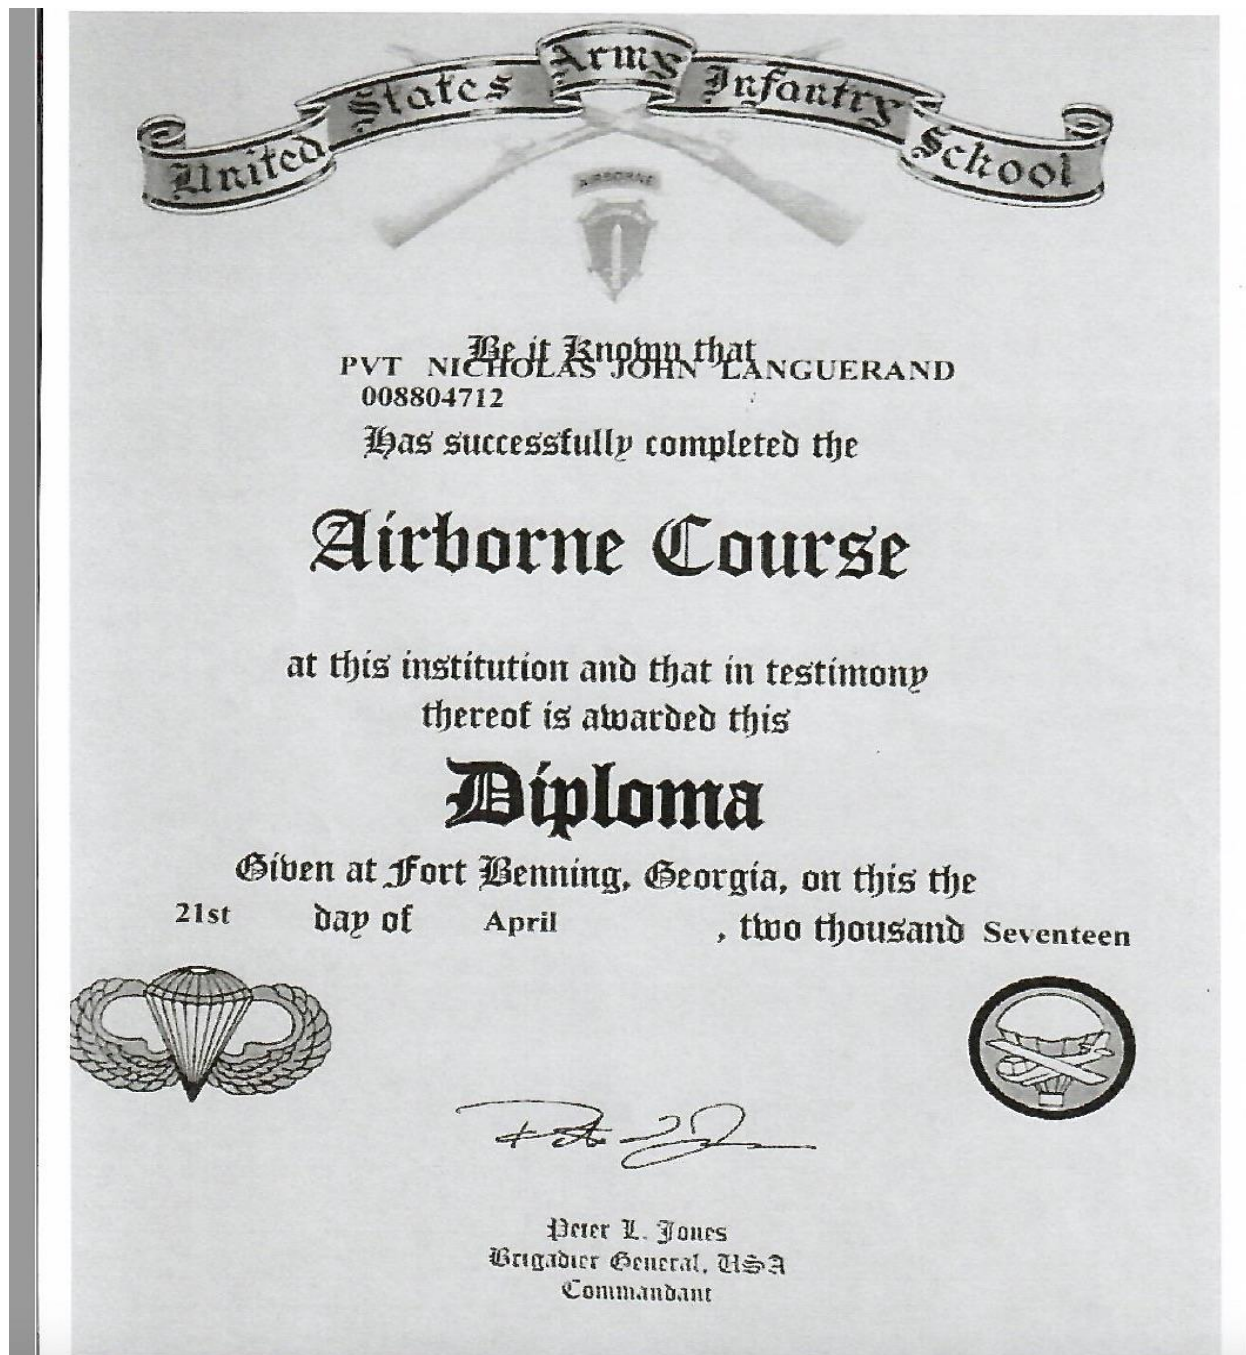 United States Army Infantry School
AIRBORNE
Be it Known that
PVT NICHOLAS JOHN LANGUERAND
008804712
Has successfully completed the
Airborne Course
at this institution and that in testimony
thereof is awarded this
Diploma
Given at Fort Benning, Georgia, on this the
21st day of April , two thousand Seventeen
Peter L. Jones
Brigadier General, USA
Commandant